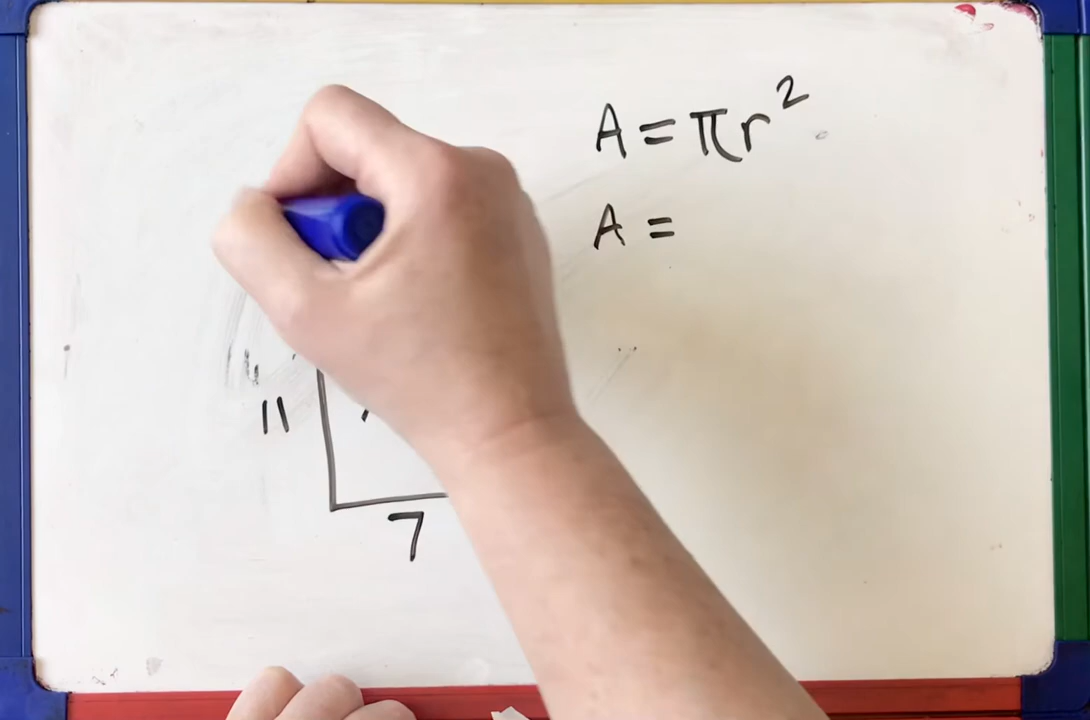 A = πr²
A =
11
7